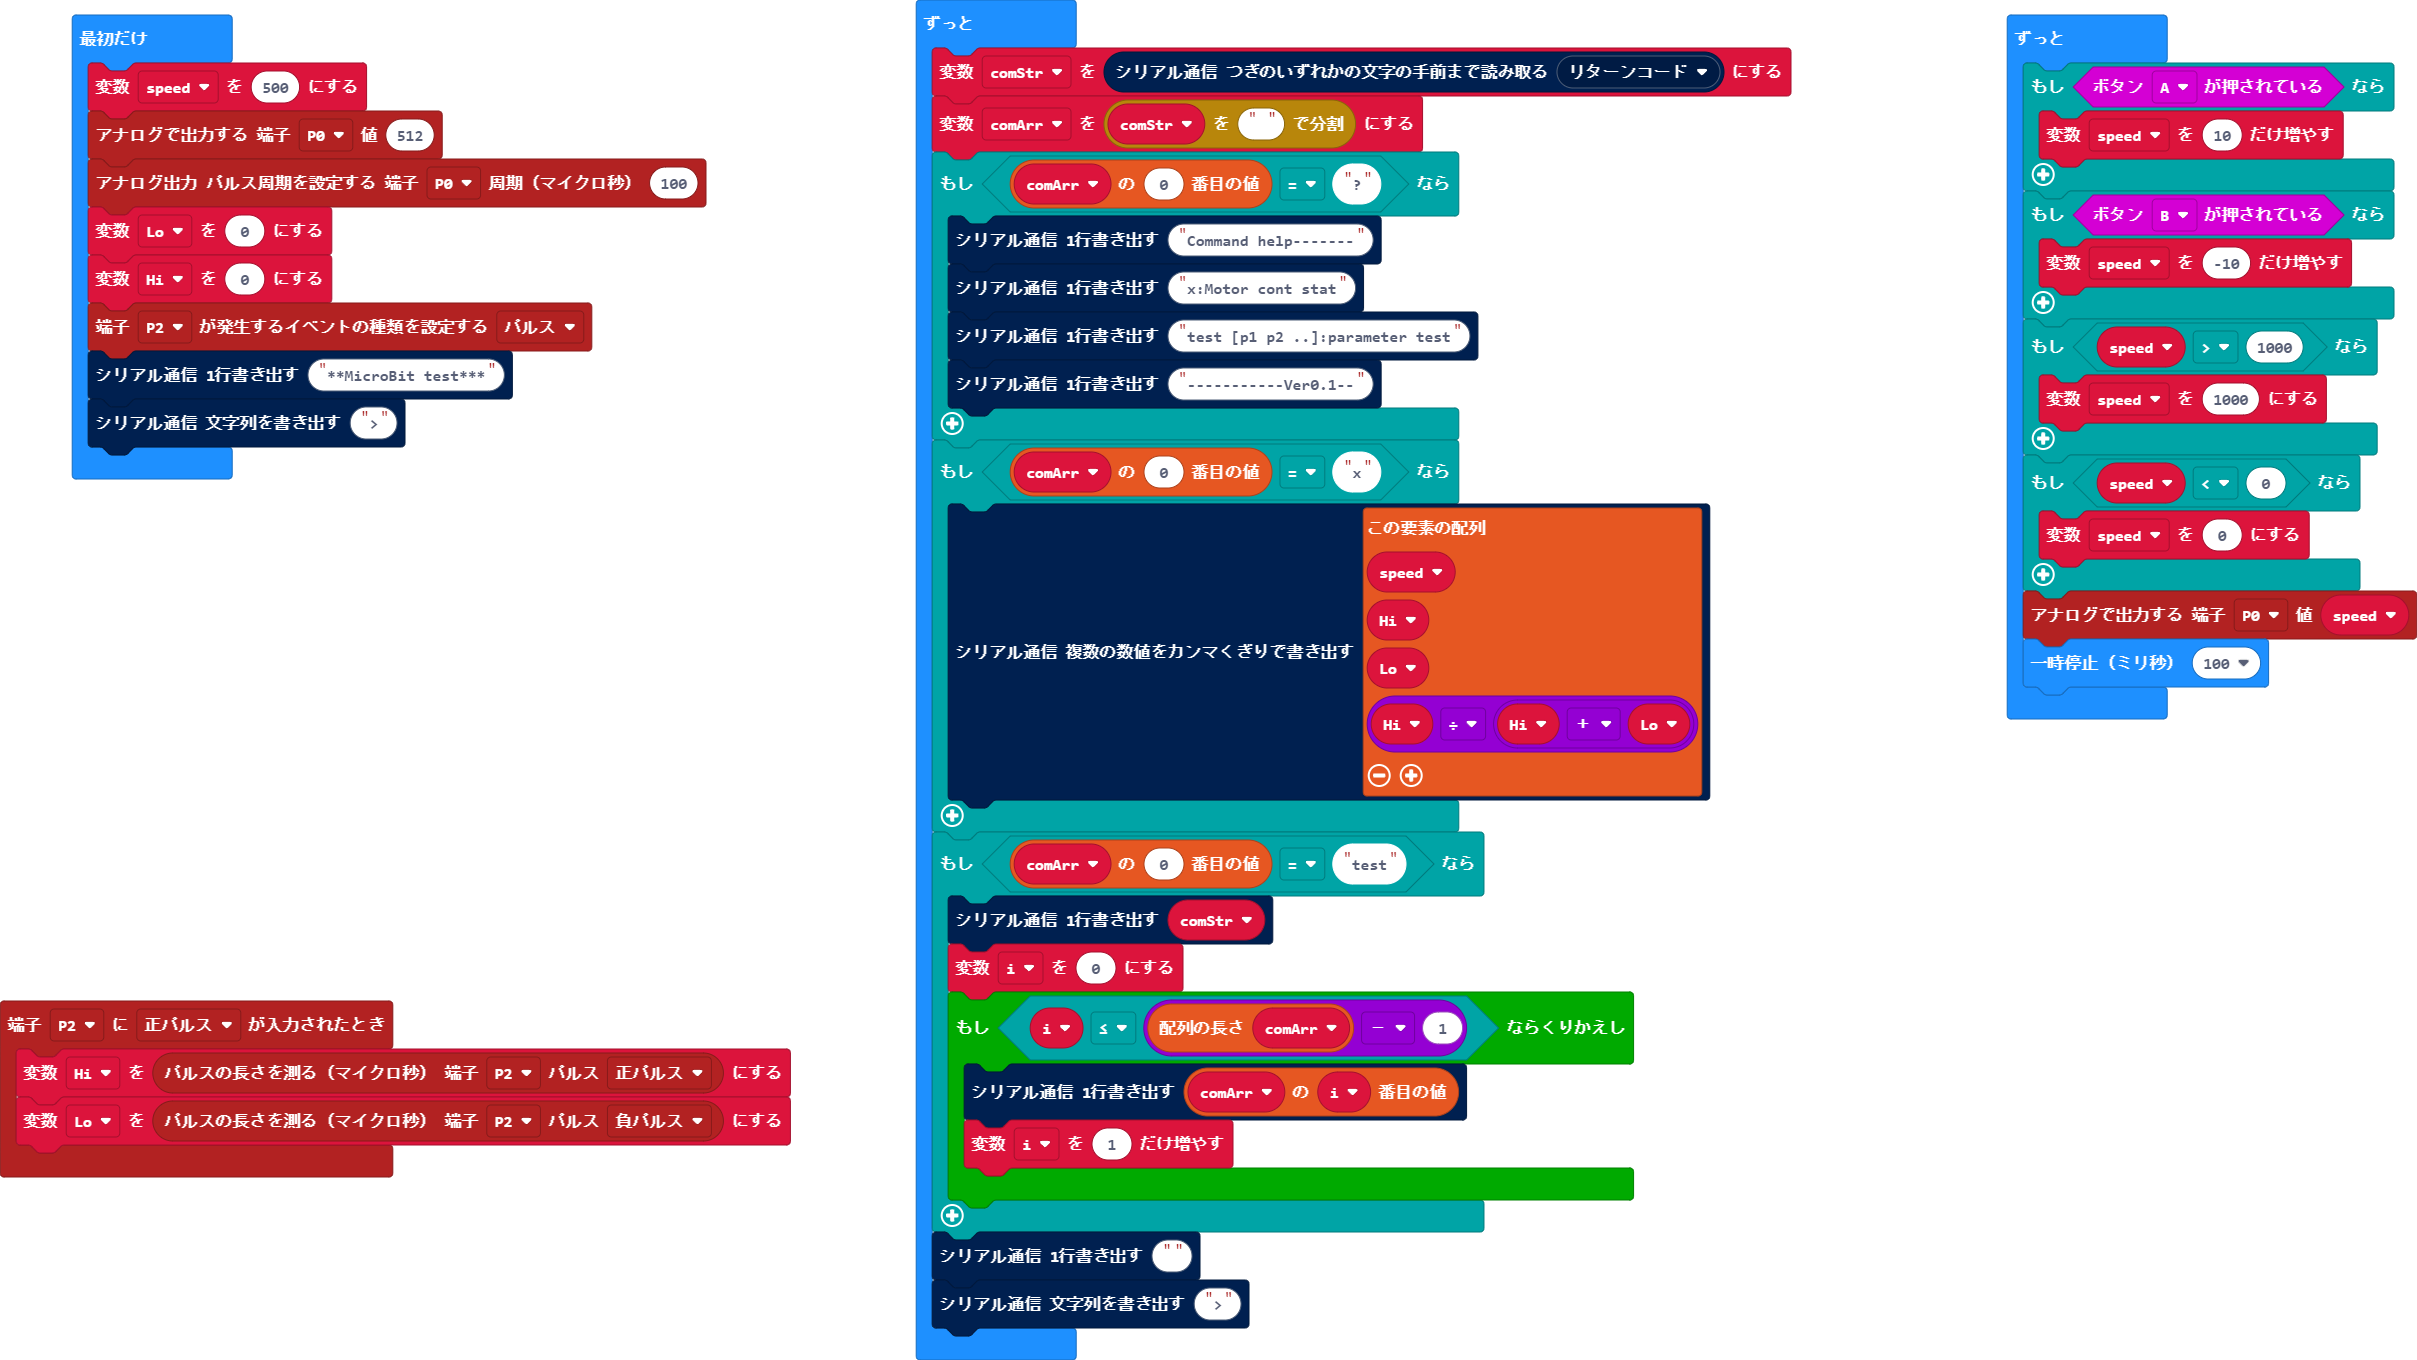 最初だけ
変数 speed を 500 にする
アナログで出力する 端子 P0 値 512
アナログ出力 パルス周期を設定する 端子 P0 周期（マイクロ秒） 100
変数 Lo を 0 にする
変数 Hi を 0 にする
端子 P2 が発生するイベントの種類を設定する パルス
シリアル通信 1行書き出す "**MicroBit test***"
シリアル通信 文字列を書き出す ">"
端子 P2 に 正パルス が入力されたとき
変数 Hi を パルスの長さを測る（マイクロ秒） 端子 P2 パルス 正パルス にする
変数 Lo を パルスの長さを測る（マイクロ秒） 端子 P2 パルス 負パルス にする
ずっと
変数 comStr を シリアル通信 つぎのいずれかの文字の手前まで読み取る リターンコード にする
変数 comArr を comStr を " " で分割 にする
もし comArr の 0 番目の値 = "?" なら
シリアル通信 1行書き出す "Command help-------"
シリアル通信 1行書き出す "x:Motor cont stat"
シリアル通信 1行書き出す "test [p1 p2 ..]:parameter test"
シリアル通信 1行書き出す "-----------Ver0.1--"
もし comArr の 0 番目の値 = "x" なら
シリアル通信 複数の数値をカンマくぎりで書き出す
この要素の配列
speed
Hi
Lo
Hi ÷ Hi + Lo
もし comArr の 0 番目の値 = "test" なら
シリアル通信 1行書き出す comStr
変数 i を 0 にする
もし i ≤ 配列の長さ comArr - 1 ならくりかえし
シリアル通信 1行書き出す comArr の i 番目の値
変数 i を 1 だけ増やす
シリアル通信 1行書き出す ""
シリアル通信 文字列を書き出す ">"
ずっと
もし ボタン A が押されている なら
変数 speed を 10 だけ増やす
もし ボタン B が押されている なら
変数 speed を -10 だけ増やす
もし speed > 1000 なら
変数 speed を 1000 にする
もし speed < 0 なら
変数 speed を 0 にする
アナログで出力する 端子 P0 値 speed
一時停止（ミリ秒） 100